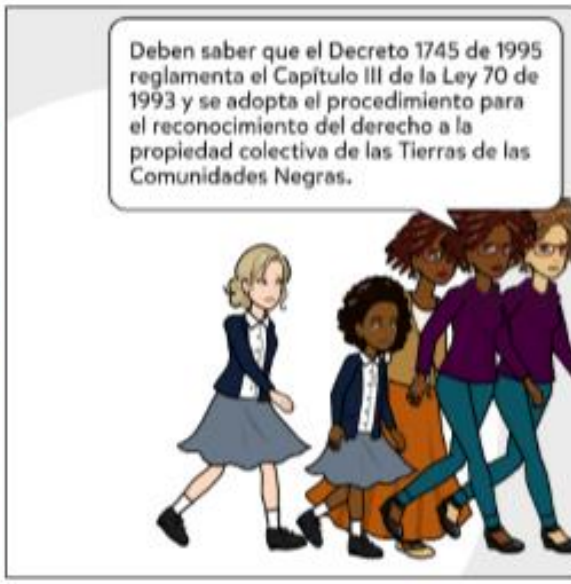 Deben saber que el Decreto 1745 de 1995
reglamenta el Capítulo III de la Ley 70 de
1993 y se adopta el procedimiento para
el reconocimiento del derecho a la
propiedad colectiva de las Tierras de las
Comunidades Negras.